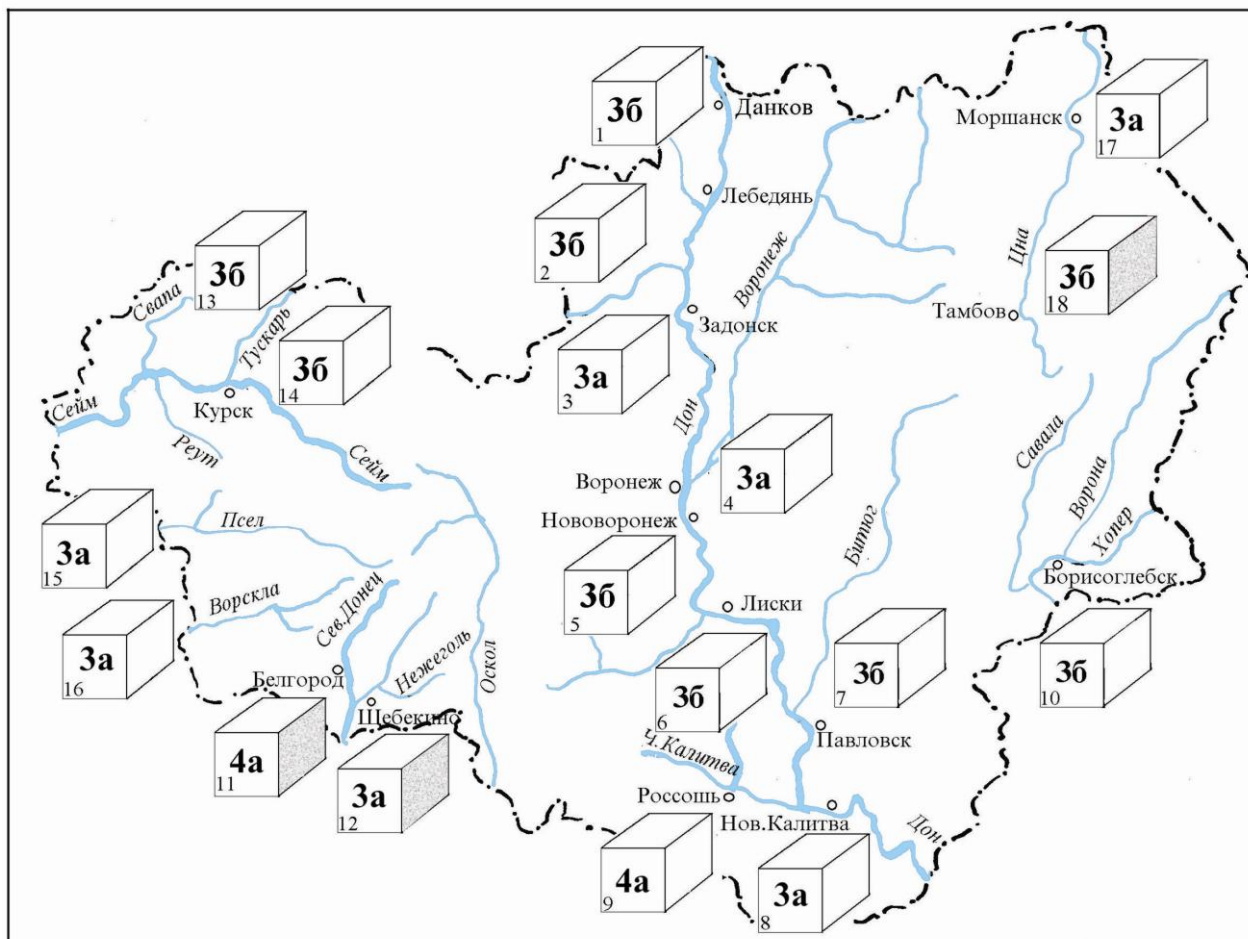 3б
1
Данков
Моршанск
3а
17
Лебедянь
3б
2
Воронеж
Цна
3б
18
3б
13
Свапа
Тускарь
Задонск
Тамбов
3б
14
3а
3
Сейм
Курск
Дон
Реут
Сейм
Савала
Ворона
3а
4
Воронеж
Нововоронеж
Битюг
Хопер
Псел
3а
15
Борисоглебск
3б
5
Лиски
Ворскла
Сев.Донец
Нежеголь
Оскол
3а
16
Белгород
3б
6
3б
7
3б
10
Щебекино
4а
11
Павловск
3а
12
Ч.Калитва
Россошь
Нов.Калитва
Дон
4а
9
3а
8